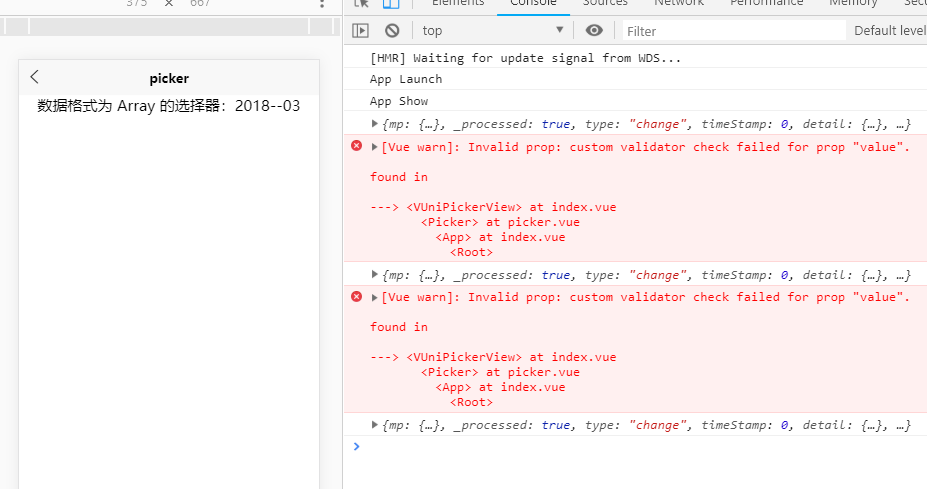 375 × 667
Elements Console Sources Network Performance Memory
top Filter Default level
picker
数据格式为 Array 的选择器：2018--03
[HMR] Waiting for update signal from WDS...
App Launch
App Show
{mp: {…}, _processed: true, type: "change", timeStamp: 0, detail: {…}, …}
[Vue warn]: Invalid prop: custom validator check failed for prop "value".
found in
---> <VUniPickerView> at index.vue
<Picker> at picker.vue
<App> at index.vue
<Root>
{mp: {…}, _processed: true, type: "change", timeStamp: 0, detail: {…}, …}
[Vue warn]: Invalid prop: custom validator check failed for prop "value".
found in
---> <VUniPickerView> at index.vue
<Picker> at picker.vue
<App> at index.vue
<Root>
{mp: {…}, _processed: true, type: "change", timeStamp: 0, detail: {…}, …}